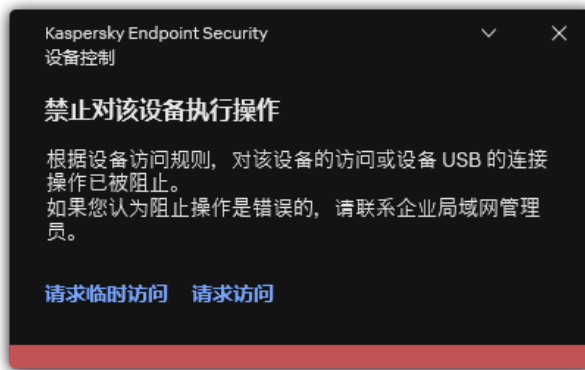 Kaspersky Endpoint Security
设备控制
禁止对该设备执行操作
根据设备访问规则，对该设备的访问或设备 USB 的连接
操作已被阻止。
如果您认为阻止操作是错误的，请联系企业局域网管理
员。
请求临时访问 请求访问